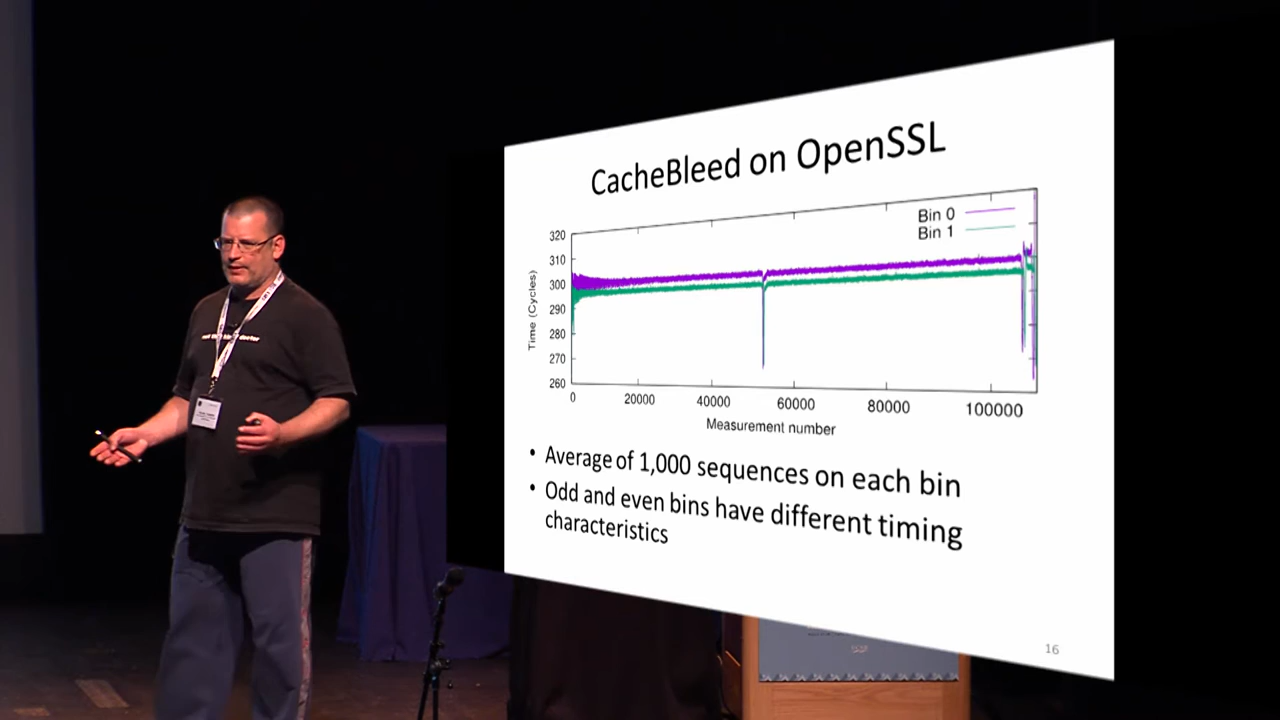 CacheBleed on OpenSSL
Bin 0
Bin 1
320
310
300
290
280
270
260
Time (Cycles)
0
20000
40000
60000
80000
100000
Measurement number
• Average of 1,000 sequences on each bin
• Odd and even bins have different timing
characteristics
16